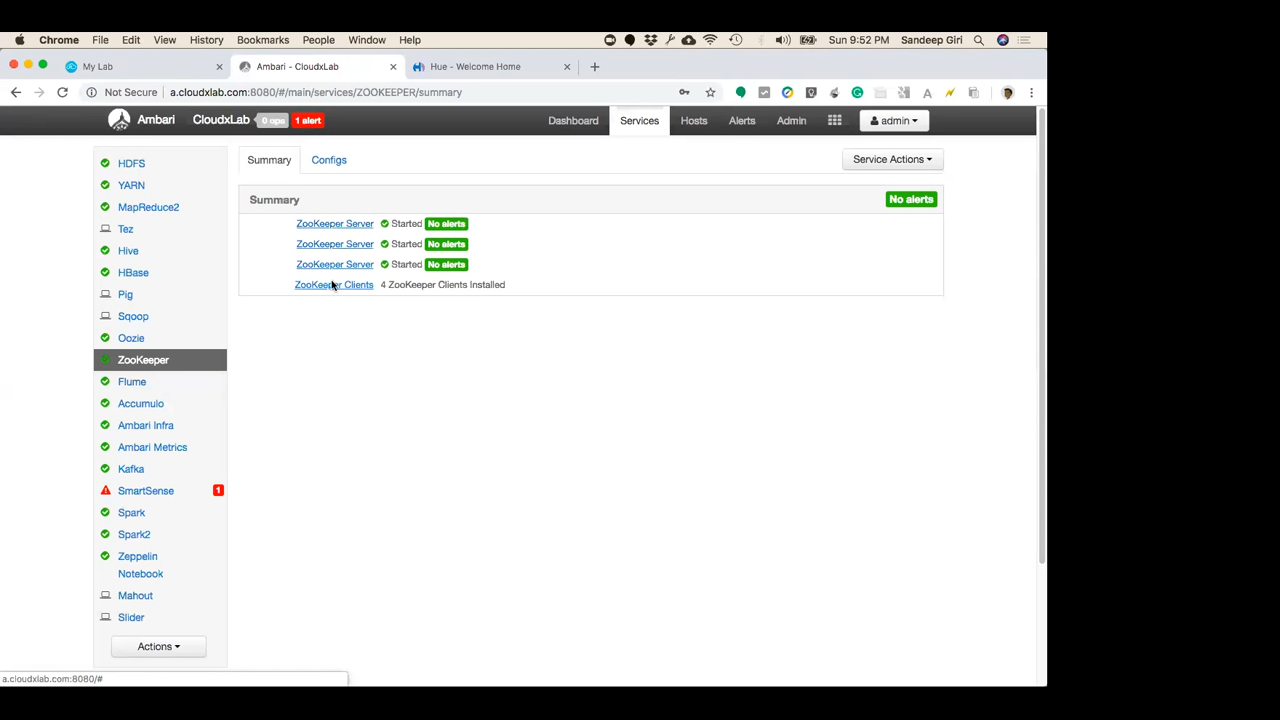 Chrome File Edit View History Bookmarks People Window Help Sun 9:52 PM Sandeep Giri
My Lab Ambari - CloudxLab Hue - Welcome Home
Not Secure a.cloudxlab.com:8080/#/main/services/ZOOKEEPER/summary
Ambari CloudxLab 0 ops 1 alert Dashboard Services Hosts Alerts Admin admin
HDFS
YARN
MapReduce2
Tez
Hive
HBase
Pig
Sqoop
Oozie
ZooKeeper
Flume
Accumulo
Ambari Infra
Ambari Metrics
Kafka
SmartSense 1
Spark
Spark2
Zeppelin
Notebook
Mahout
Slider
Actions
Summary Configs Service Actions
Summary No alerts
ZooKeeper Server Started No alerts
ZooKeeper Server Started No alerts
ZooKeeper Server Started No alerts
ZooKeeper Clients 4 ZooKeeper Clients Installed
a.cloudxlab.com:8080/#